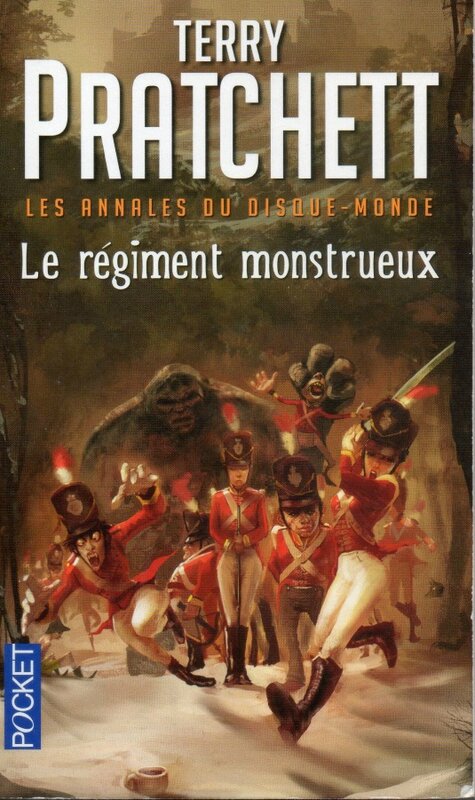 TERRY
PRATCHETT
LES ANNALES DU DISQUE-MONDE
Le régiment monstrueux
POCKET